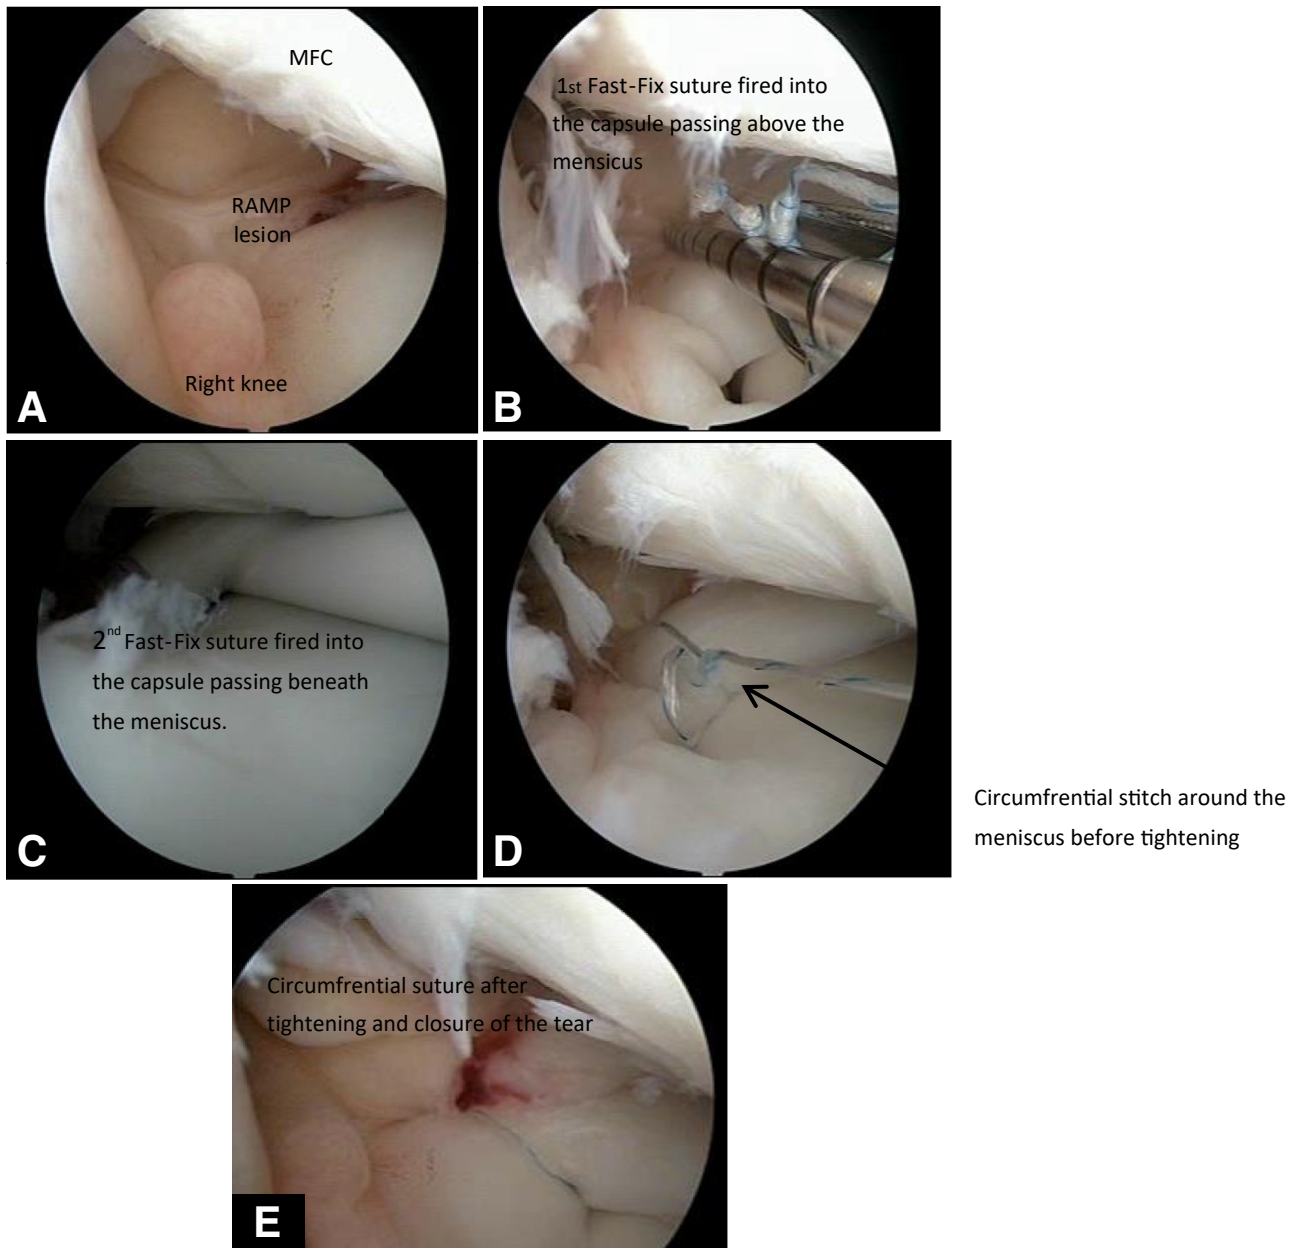 MFC
RAMP
lesion
Right knee
A
1st Fast-Fix suture fired into
the capsule passing above the
mensicus
B
2nd Fast-Fix suture fired into
the capsule passing beneath
the meniscus.
C
D
Circumfrential stitch around the
meniscus before tightening
Circumfrential suture after
tightening and closure of the tear
E